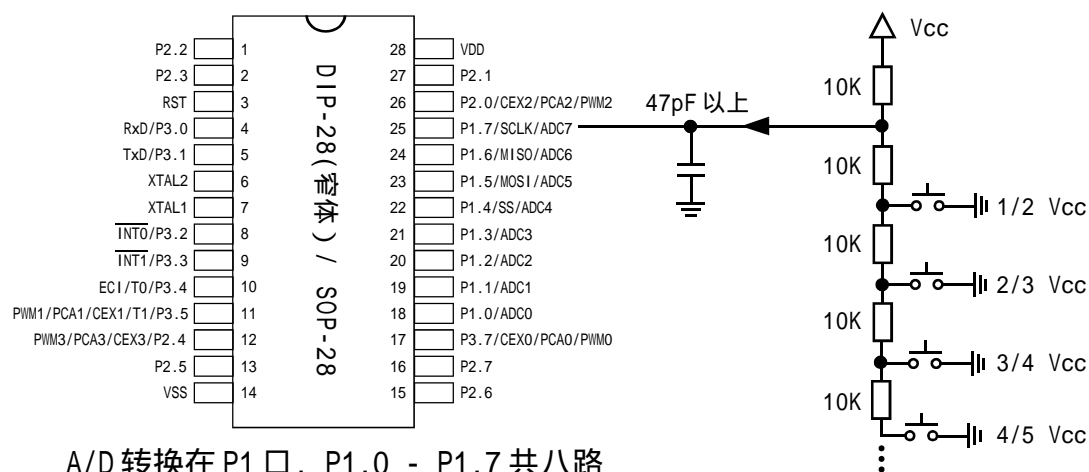 P2.2 1 28 VDD
P2.3 2 27 P2.1
RST 3 26 P2.0/CEX2/PCA2/PWM2
RxD/P3.0 4 25 P1.7/SCLK/ADC7
TxD/P3.1 5 24 P1.6/MISO/ADC6
XTAL2 6 23 P1.5/MOSI/ADC5
XTAL1 7 22 P1.4/SS/ADC4
INT0/P3.2 8 21 P1.3/ADC3
INT1/P3.3 9 20 P1.2/ADC2
ECI/T0/P3.4 10 19 P1.1/ADC1
PWM1/PCA1/CEX1/T1/P3.5 11 18 P1.0/ADC0
PWM3/PCA3/CEX3/P2.4 12 17 P3.7/CEX0/PCA0/PWM0
P2.5 13 16 P2.7
VSS 14 15 P2.6
DIP-28(窄体) / SOP-28
47pF 以上
Vcc
10K
10K
1/2 Vcc
10K
2/3 Vcc
10K
3/4 Vcc
10K
4/5 Vcc
A/D 转换在 P1 口, P1.0 - P1.7 共八路